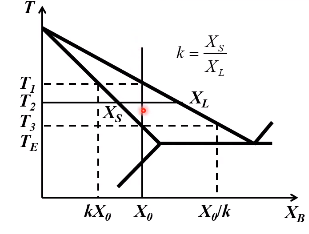 T
k = X_S / X_L
T_1
T_2
X_L
X_S
T_3
T_E
kX_0 X_0 X_0/k X_B